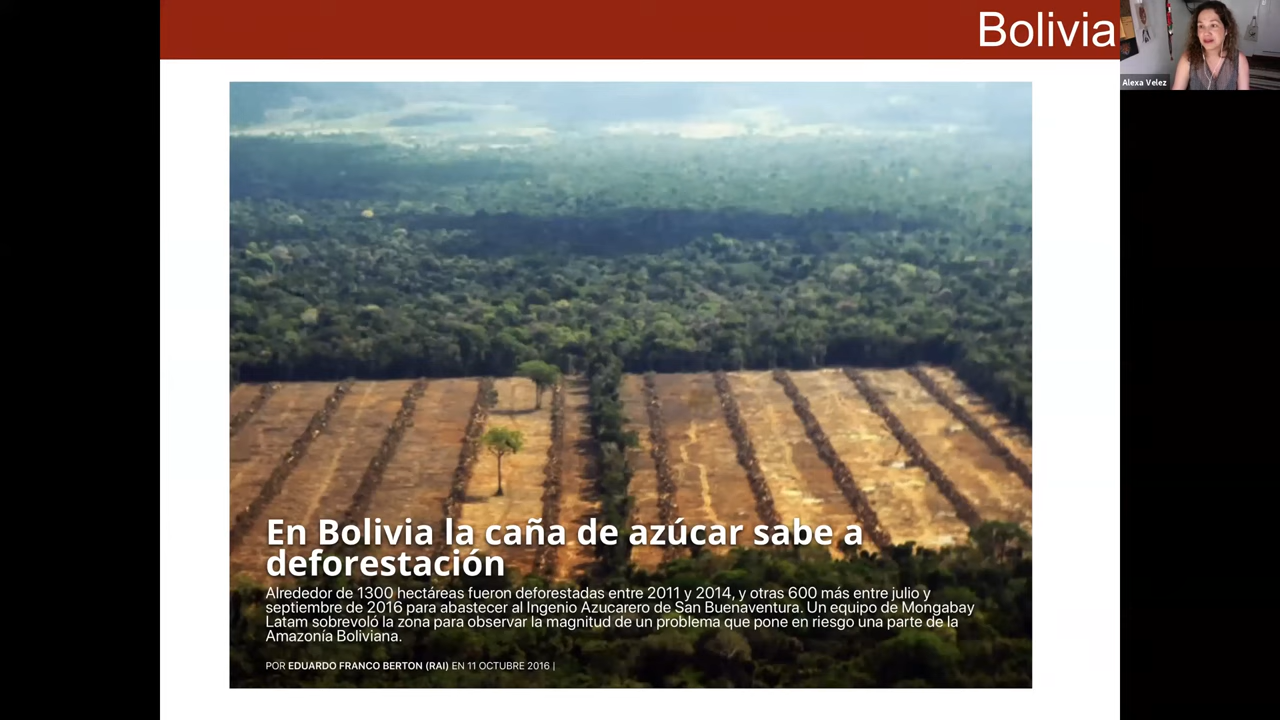 Bolivia
Alexa Velez
En Bolivia la caña de azúcar sabe a
deforestación
Alrededor de 1300 hectáreas fueron deforestadas entre 2011 y 2014, y otras 600 más entre julio y
septiembre de 2016 para abastecer al Ingenio Azucarero de San Buenaventura. Un equipo de Mongabay
Latam sobrevoló la zona para observar la magnitud de un problema que pone en riesgo una parte de la
Amazonía Boliviana.
POR EDUARDO FRANCO BERTON (RAI) EN 11 OCTUBRE 2016 |